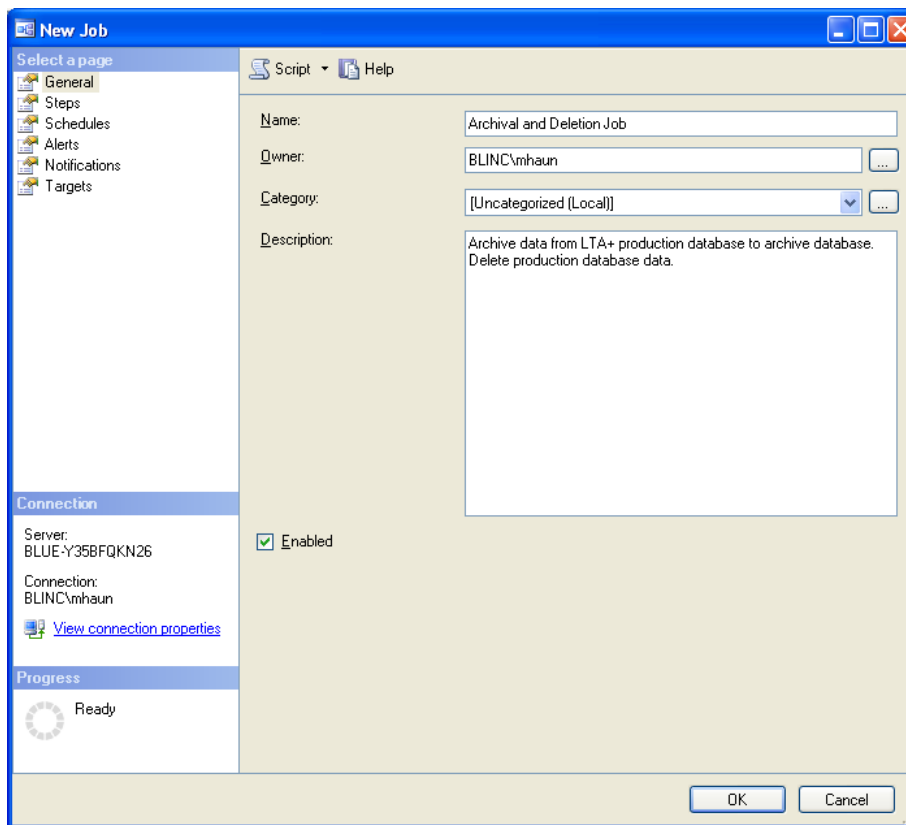 New Job
Select a page
General
Steps
Schedules
Alerts
Notifications
Targets
Script
Help
Name:
Archival and Deletion Job
Owner:
BLINC\mhaun
...
Category:
[Uncategorized (Local)]
...
Description:
Archive data from LTA+ production database to archive database.
Delete production database data.
Enabled
Connection
Server:
BLUE-Y35BFQKN26
Connection:
BLINC\mhaun
View connection properties
Progress
Ready
OK
Cancel